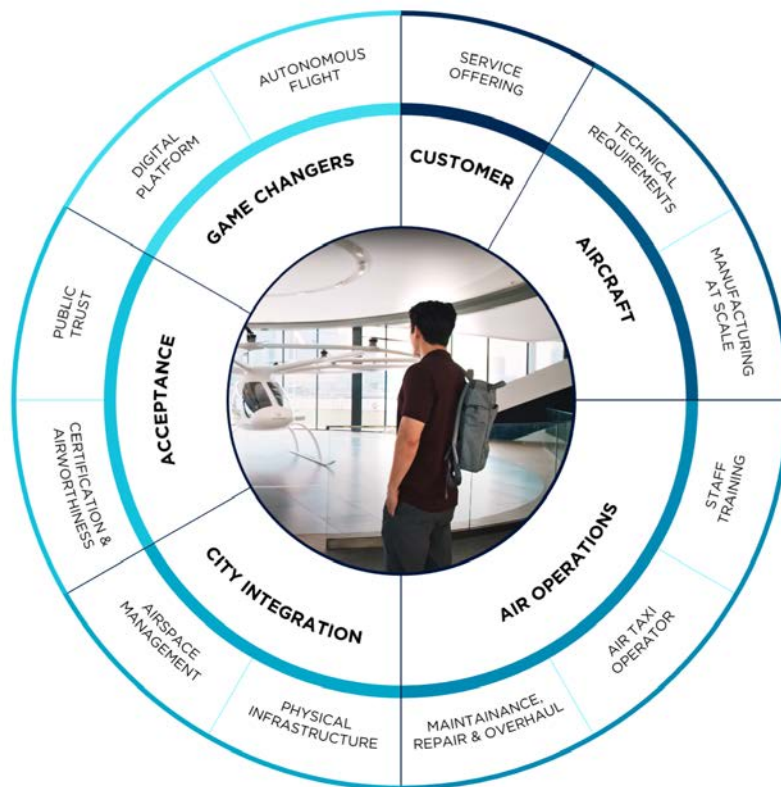 AUTONOMOUS
FLIGHT
SERVICE
OFFERING
TECHNICAL
REQUIREMENTS
MANUFACTURING
AT SCALE
STAFF
TRAINING
AIR TAXI
OPERATOR
MAINTAINANCE,
REPAIR & OVERHAUL
PHYSICAL
INFRASTRUCTURE
AIRSPACE
MANAGEMENT
CERTIFICATION &
AIRWORTHINESS
PUBLIC
TRUST
DIGITAL
PLATFORM
GAME CHANGERS
CUSTOMER
AIRCRAFT
AIR OPERATIONS
CITY INTEGRATION
ACCEPTANCE